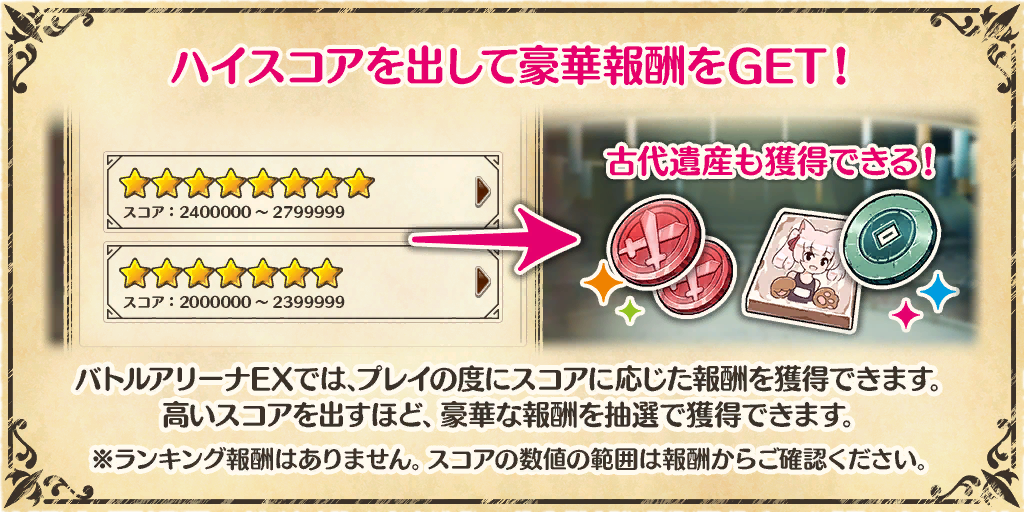 ハイスコアを出して豪華報酬をGET！
古代遺産も獲得できる！
スコア：2400000～2799999
スコア：2000000～2399999
バトルアリーナEXでは、プレイの度にスコアに応じた報酬を獲得できます。
高いスコアを出すほど、豪華な報酬を抽選で獲得できます。
※ランキング報酬はありません。スコアの数値の範囲は報酬からご確認ください。